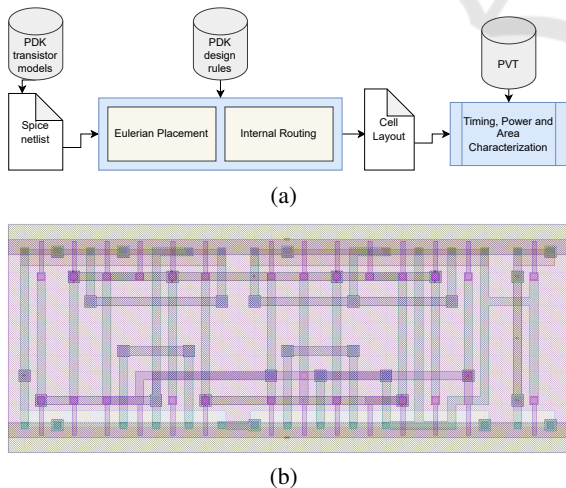 PDK
transistor
models
PDK
design
rules
PVT
Spice
netlist
Eulerian Placement
Internal Routing
Cell
Layout
Timing, Power and
Area
Characterization
(a)
(b)